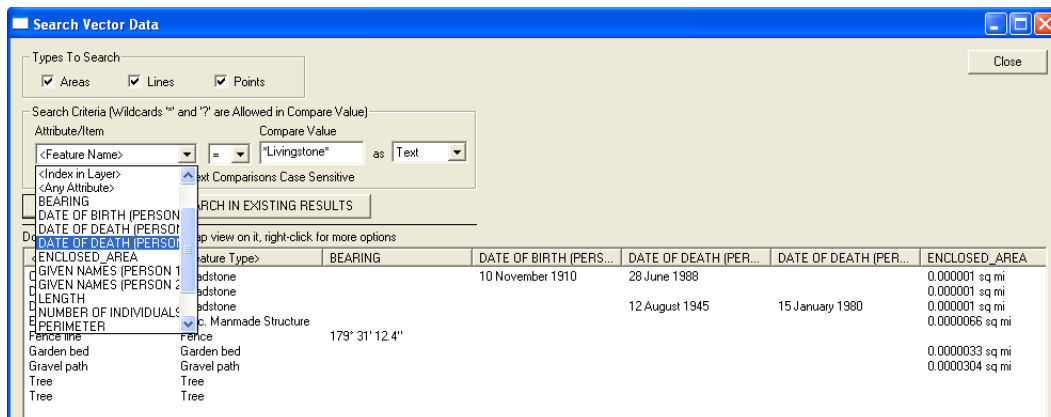 Search Vector Data
Types To Search
Close
Areas Lines Points
Search Criteria (Wildcards '*' and '?' are Allowed in Compare Value)
Attribute/Item Compare Value
<Feature Name> = *Livingstone* as Text
<Index in Layer> ext Comparisons Case Sensitive
<Any Attribute>
BEARING
DATE OF BIRTH (PERSON RCH IN EXISTING RESULTS
DATE OF DEATH (PERSON
DATE OF DEATH (PERSON ap view on it, right-click for more options
ENCLOSED_AREA
GIVEN NAMES (PERSON 1
GIVEN NAMES (PERSON 2
LENGTH
NUMBER OF INDIVIDUALS
PERIMETER
eature Type> BEARING DATE OF BIRTH (PERS... DATE OF DEATH (PER... DATE OF DEATH (PER... ENCLOSED_AREA
adstone 10 November 1910 28 June 1988 0.000001 sq mi
adstone 0.000001 sq mi
adstone 12 August 1945 15 January 1980 0.000001 sq mi
c. Manmade Structure 0.0000066 sq mi
Fence line Fence 179° 31' 12.4"
Garden bed Garden bed 0.0000033 sq mi
Gravel path Gravel path 0.0000304 sq mi
Tree Tree
Tree Tree